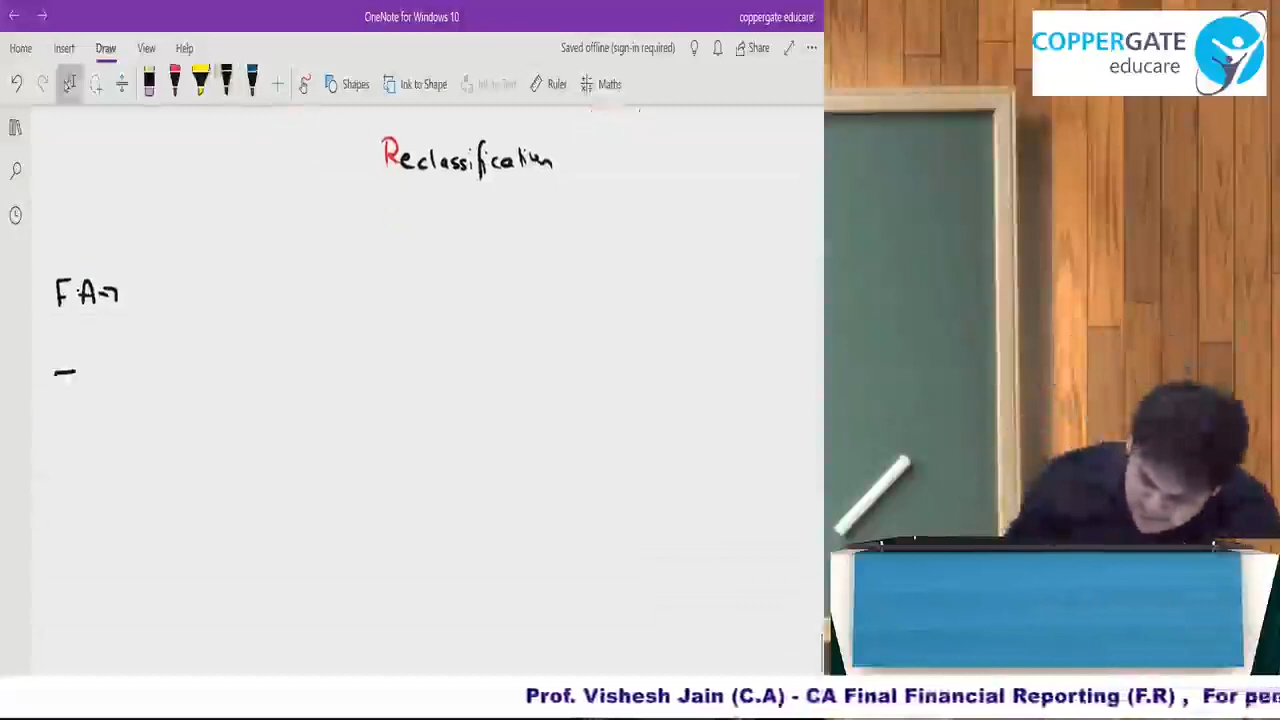 OneNote for Windows 10
coppergate educare
Home Insert Draw View Help
Saved offline (sign-in required)
Share
Shapes
Ink to Shape
Ink to Text
Ruler
Maths
COPPERGATE
educare
Reclassification
F.A→
Prof. Vishesh Jain (C.A) - CA Final Financial Reporting (F.R) , For per